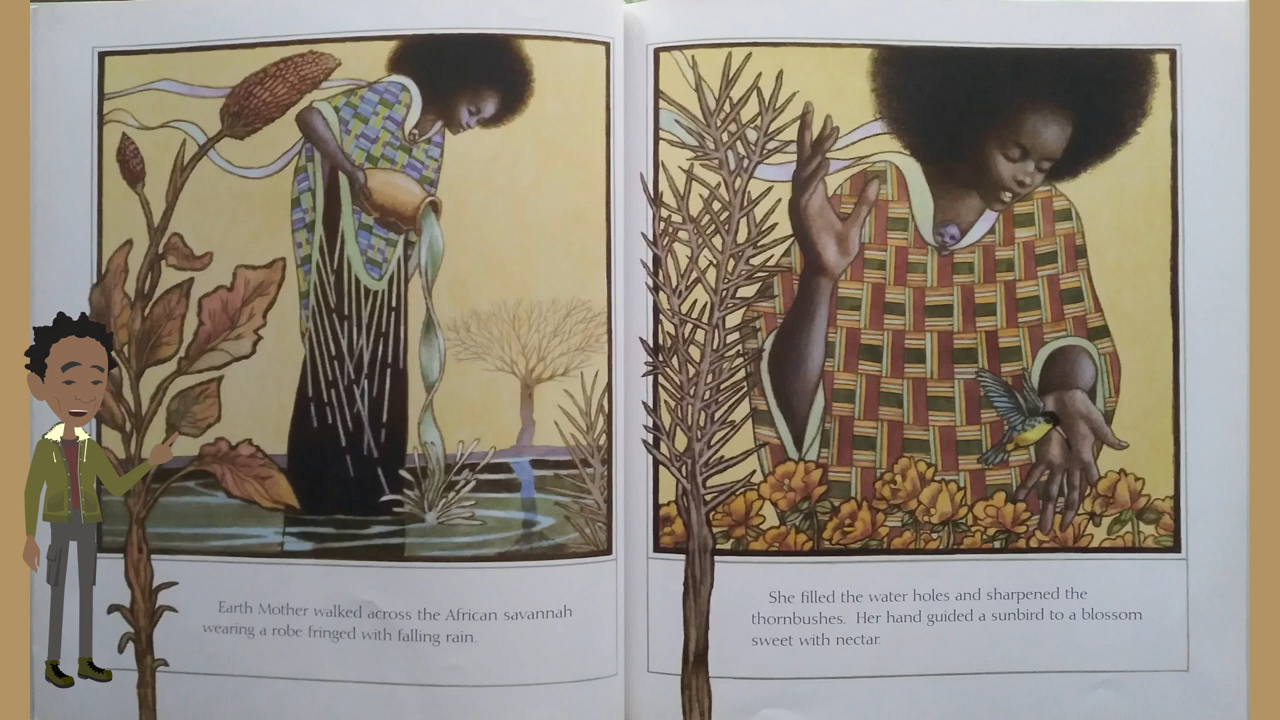 Earth Mother walked across the African savannah
wearing a robe fringed with falling rain.
She filled the water holes and sharpened the
thornbushes. Her hand guided a sunbird to a blossom
sweet with nectar.